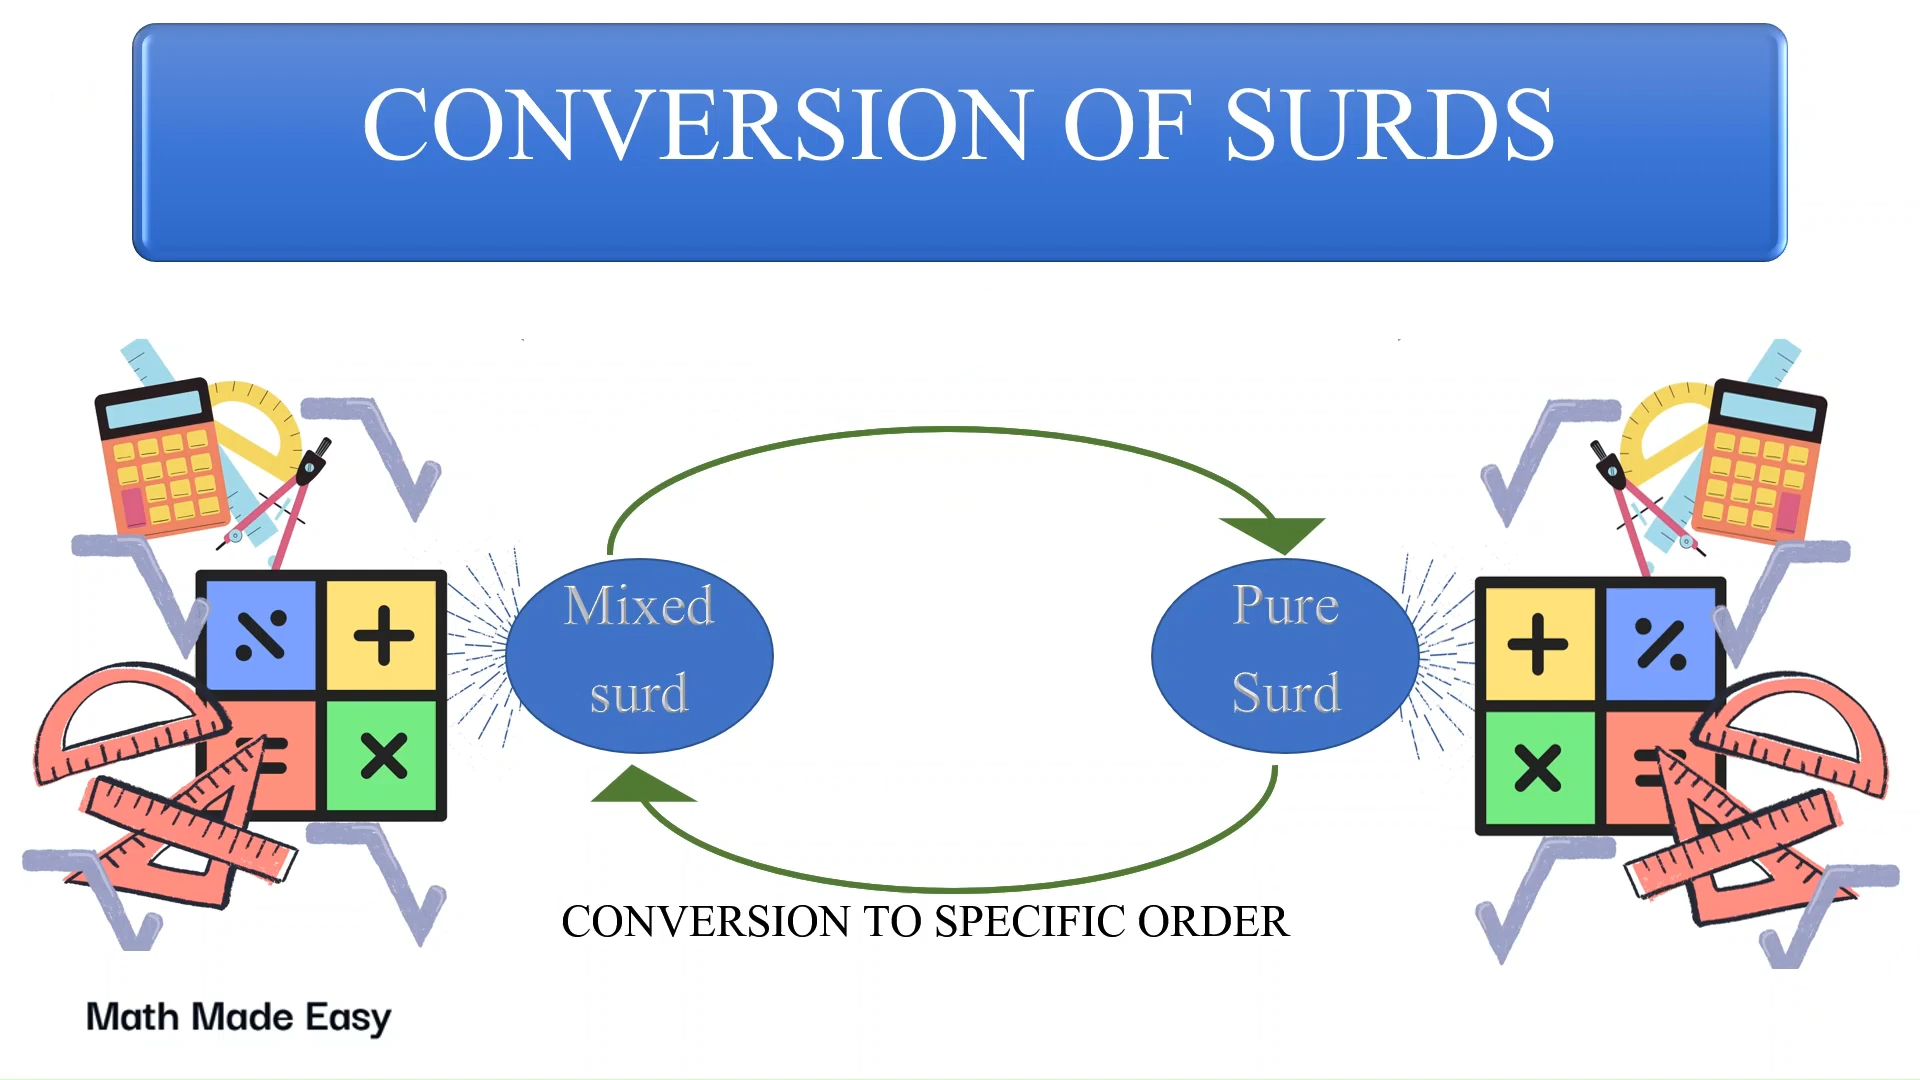 CONVERSION OF SURDS
Mixed
surd
Pure
Surd
CONVERSION TO SPECIFIC ORDER
Math Made Easy